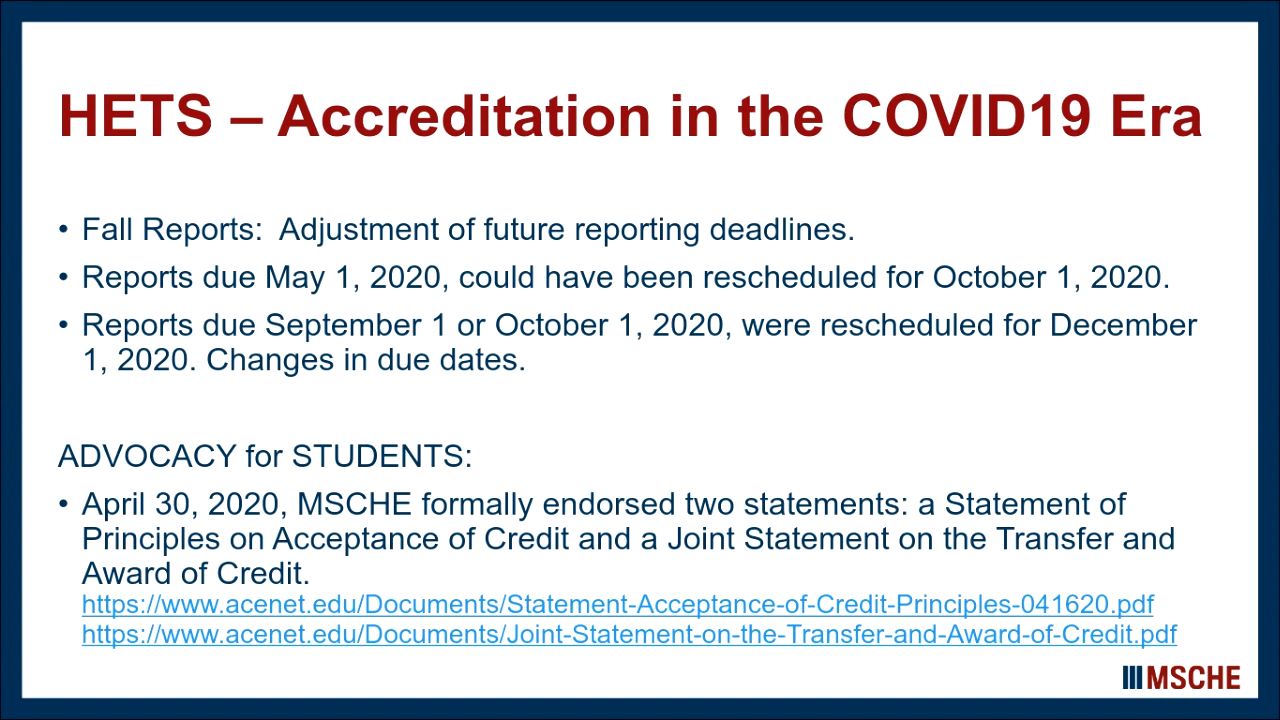 HETS – Accreditation in the COVID19 Era
• Fall Reports:  Adjustment of future reporting deadlines.
• Reports due May 1, 2020, could have been rescheduled for October 1, 2020.
• Reports due September 1 or October 1, 2020, were rescheduled for December
1, 2020. Changes in due dates.
ADVOCACY for STUDENTS:
• April 30, 2020, MSCHE formally endorsed two statements: a Statement of
Principles on Acceptance of Credit and a Joint Statement on the Transfer and
Award of Credit.
https://www.acenet.edu/Documents/Statement-Acceptance-of-Credit-Principles-041620.pdf
https://www.acenet.edu/Documents/Joint-Statement-on-the-Transfer-and-Award-of-Credit.pdf
MSCHE